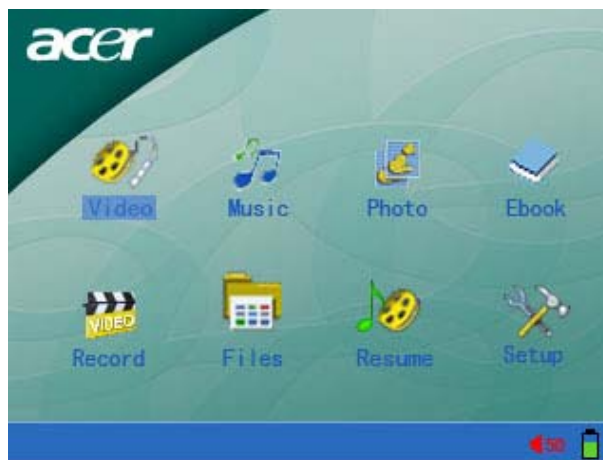 acer
Video Music Photo Ebook
VIDEO
Record Files Resume Setup
50